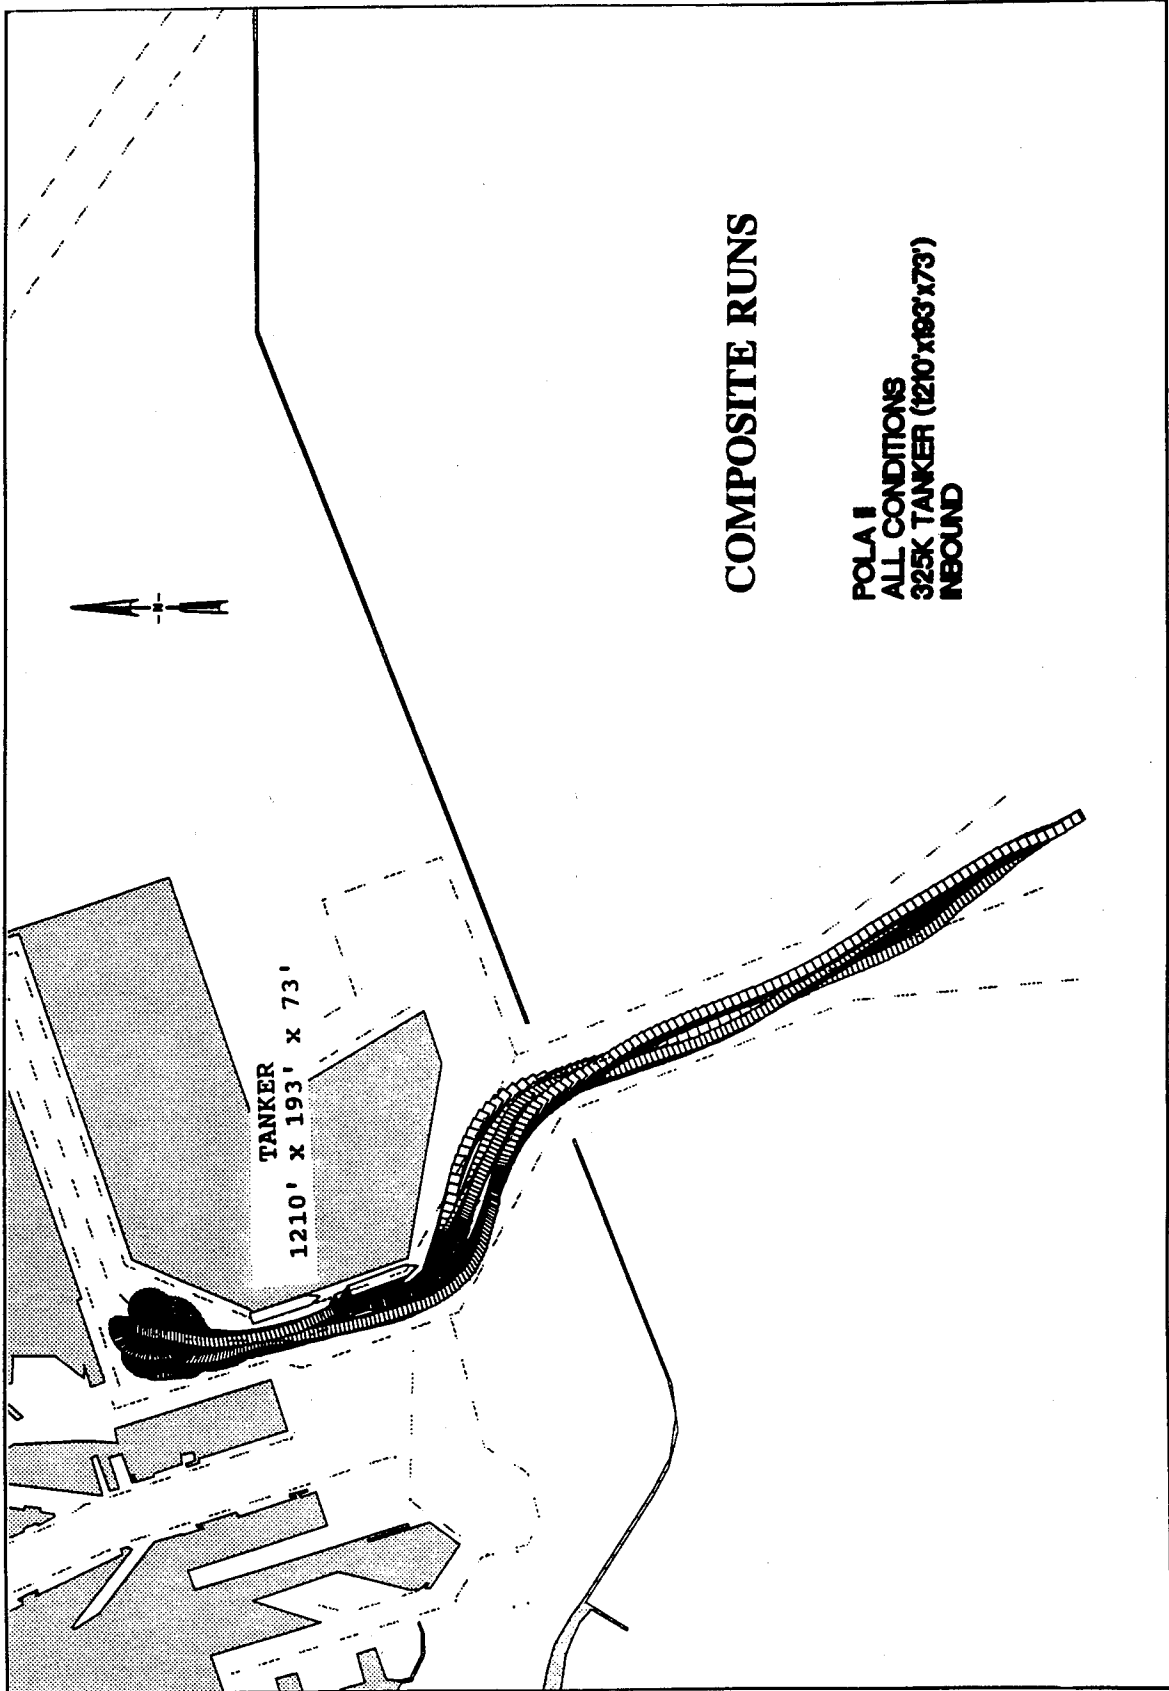 TANKER
1210' X 193' X 73'
N
COMPOSITE RUNS
POLA II
ALL CONDITIONS
325K TANKER (1210'x193'x73')
INBOUND